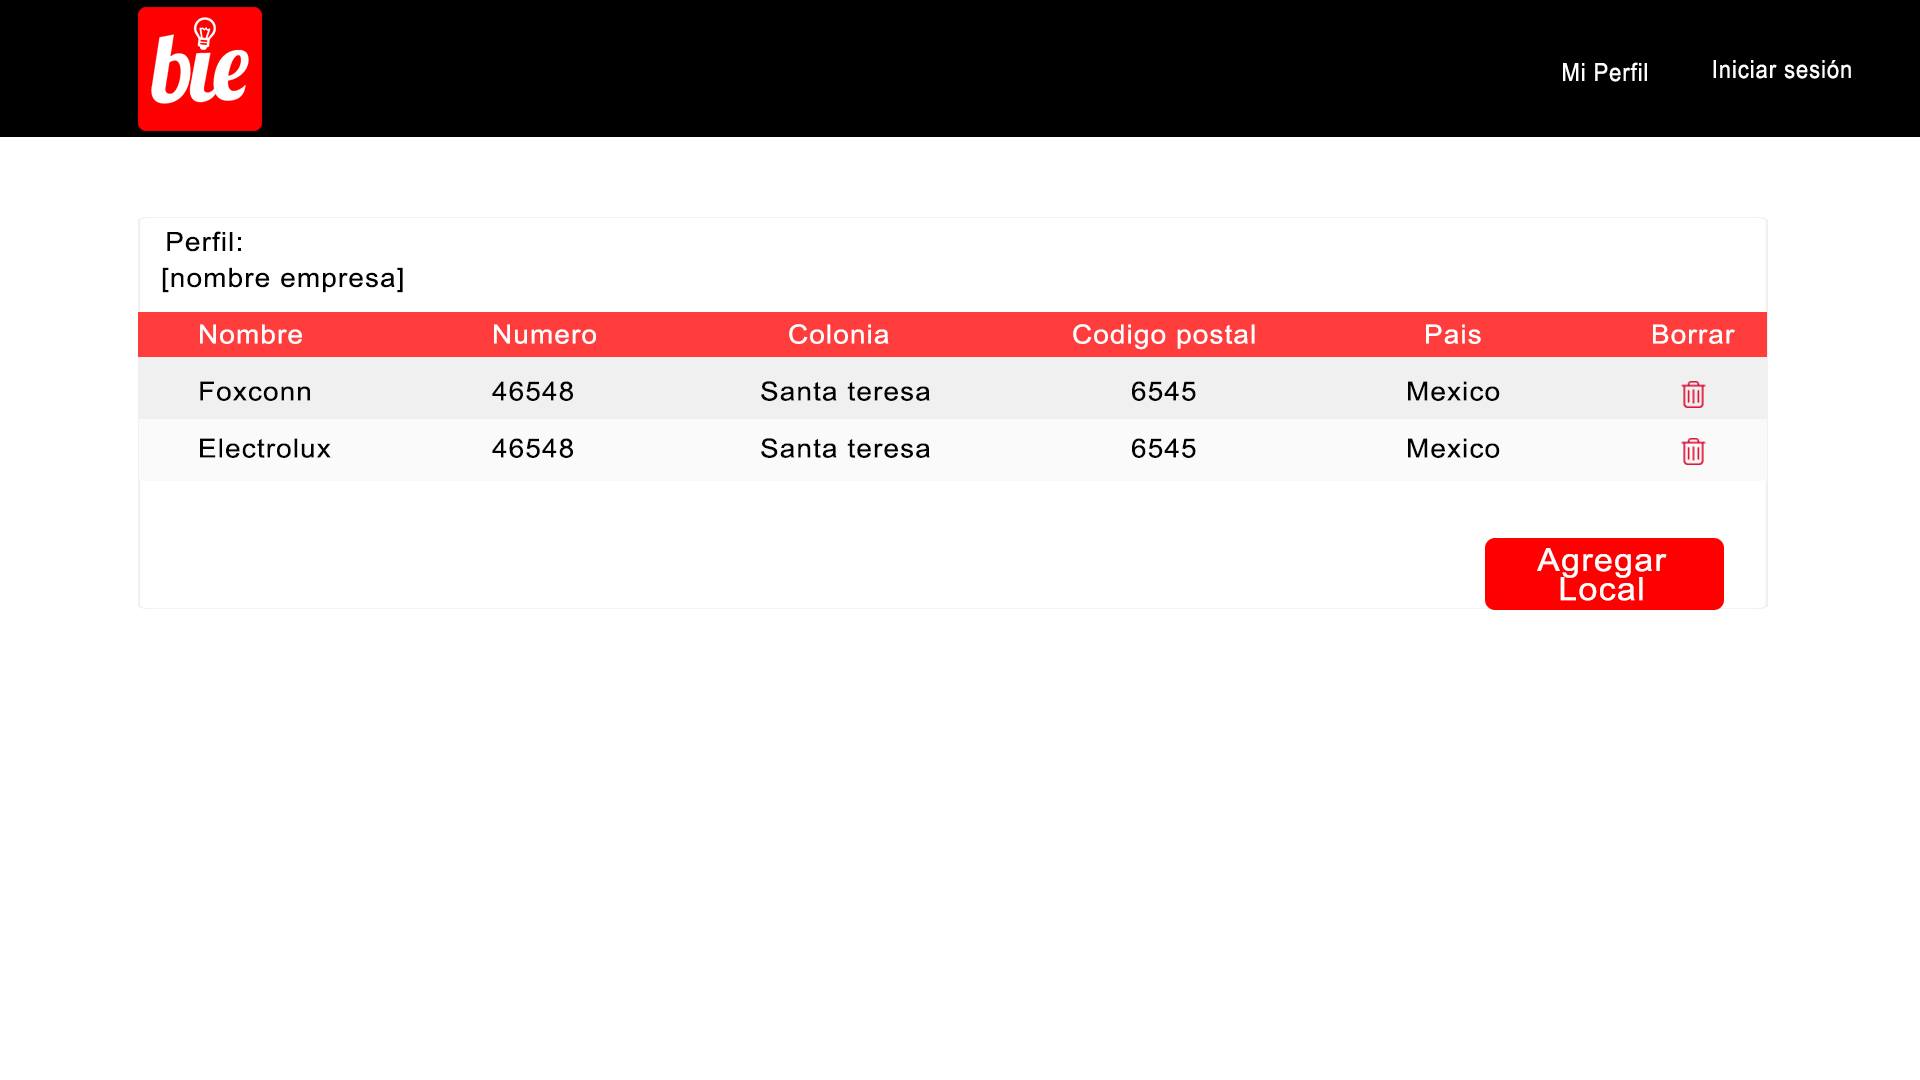 bie
Mi Perfil Iniciar sesión
Perfil:
[nombre empresa]
Nombre Numero Colonia Codigo postal Pais Borrar
Foxconn 46548 Santa teresa 6545 Mexico
Electrolux 46548 Santa teresa 6545 Mexico
Agregar
Local